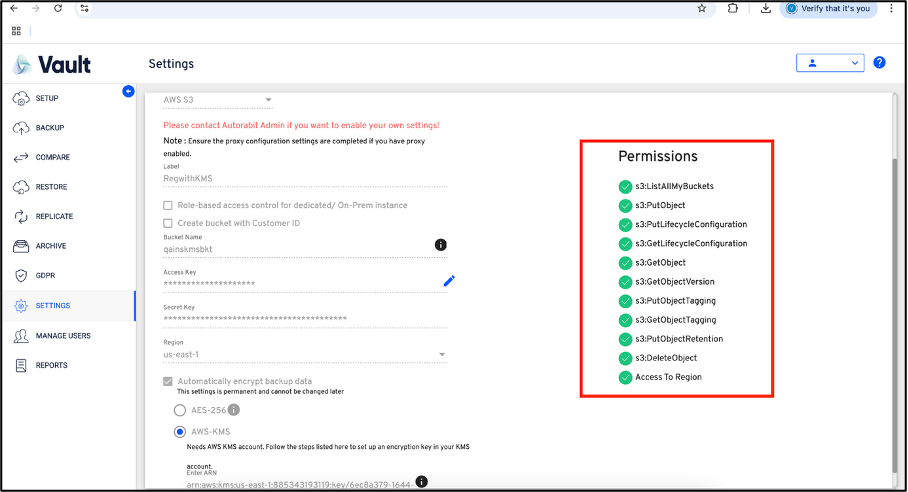 Verify that it's you
Vault
Settings
SETUP
BACKUP
COMPARE
RESTORE
REPLICATE
ARCHIVE
GDPR
SETTINGS
MANAGE USERS
REPORTS
AWS S3
Please contact Autorabit Admin if you want to enable your own settings!
Note : Ensure the proxy configuration settings are completed if you have proxy
enabled.
Label
RegwithKMS
Role-based access control for dedicated/ On-Prem instance
Create bucket with Customer ID
Bucket Name
qainskmsbkt
Access Key
********************
Secret Key
****************************************
Region
us-east-1
Automatically encrypt backup data
This settings is permanent and cannot be changed later
AES-256
AWS-KMS
Needs AWS KMS account. Follow the steps listed here to set up an encryption key in your KMS
account.
Enter ARN
arn:aws:kms:us-east-1:885343193119:key/6ec8a379-1644-
Permissions
s3:ListAllMyBuckets
s3:PutObject
s3:PutLifecycleConfiguration
s3:GetLifecycleConfiguration
s3:GetObject
s3:GetObjectVersion
s3:PutObjectTagging
s3:GetObjectTagging
s3:PutObjectRetention
s3:DeleteObject
Access To Region